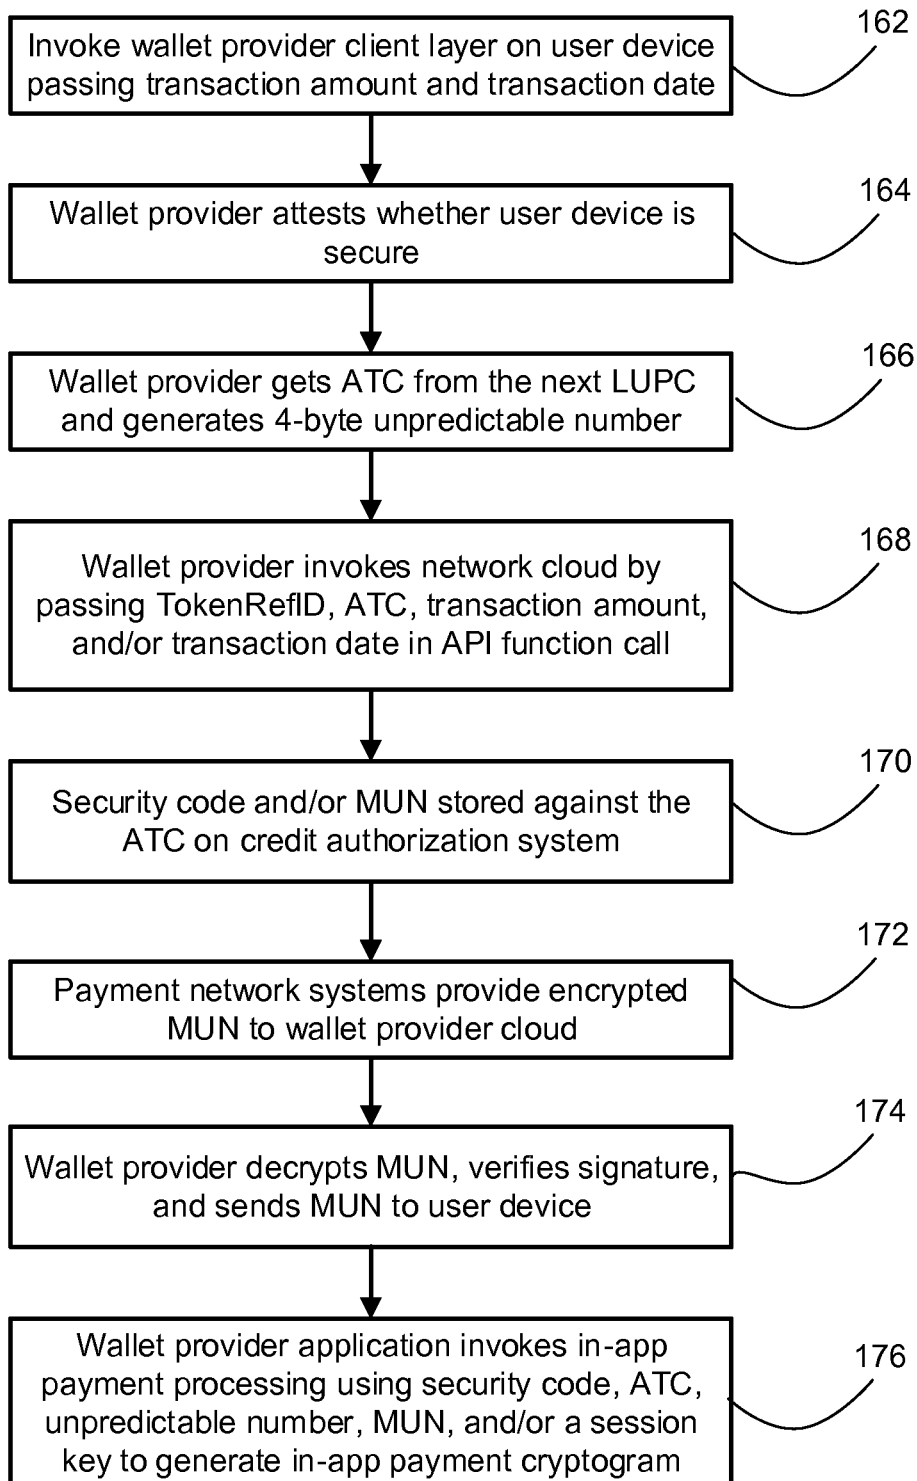 162
Invoke wallet provider client layer on user device
passing transaction amount and transaction date
164
Wallet provider attests whether user device is
secure
166
Wallet provider gets ATC from the next LUPC
and generates 4-byte unpredictable number
168
Wallet provider invokes network cloud by
passing TokenRefID, ATC, transaction amount,
and/or transaction date in API function call
170
Security code and/or MUN stored against the
ATC on credit authorization system
172
Payment network systems provide encrypted
MUN to wallet provider cloud
174
Wallet provider decrypts MUN, verifies signature,
and sends MUN to user device
176
Wallet provider application invokes in-app
payment processing using security code, ATC,
unpredictable number, MUN, and/or a session
key to generate in-app payment cryptogram